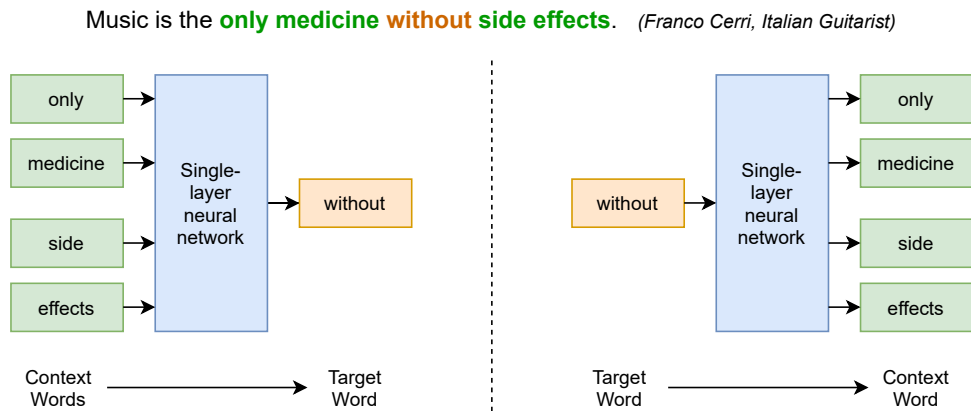 Music is the only medicine without side effects. (Franco Cerri, Italian Guitarist)
only
medicine
side
effects
Single-
layer
neural
network
without
Context
Words
Target
Word
without
Single-
layer
neural
network
only
medicine
side
effects
Target
Word
Context
Word